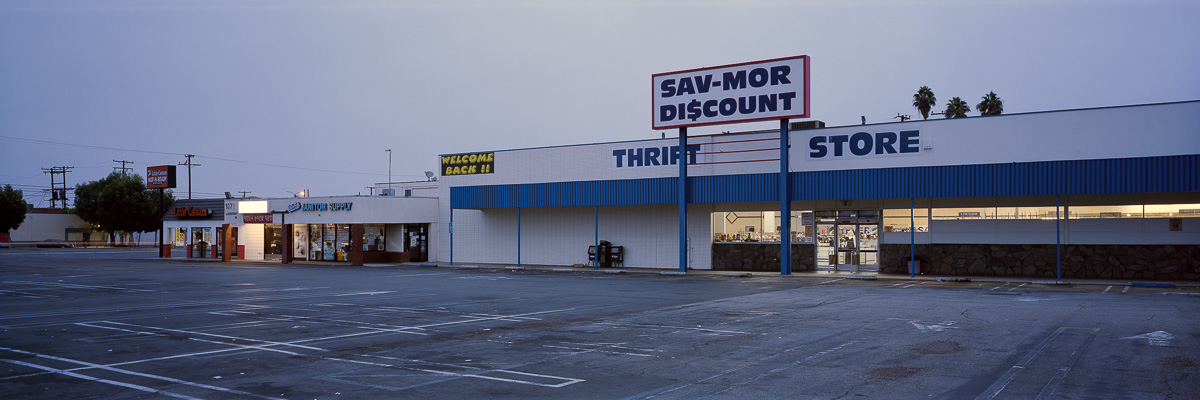 SAV-MOR
DI$COUNT
THRIFT STORE
WELCOME
BACK !!
JANITOR SUPPLY